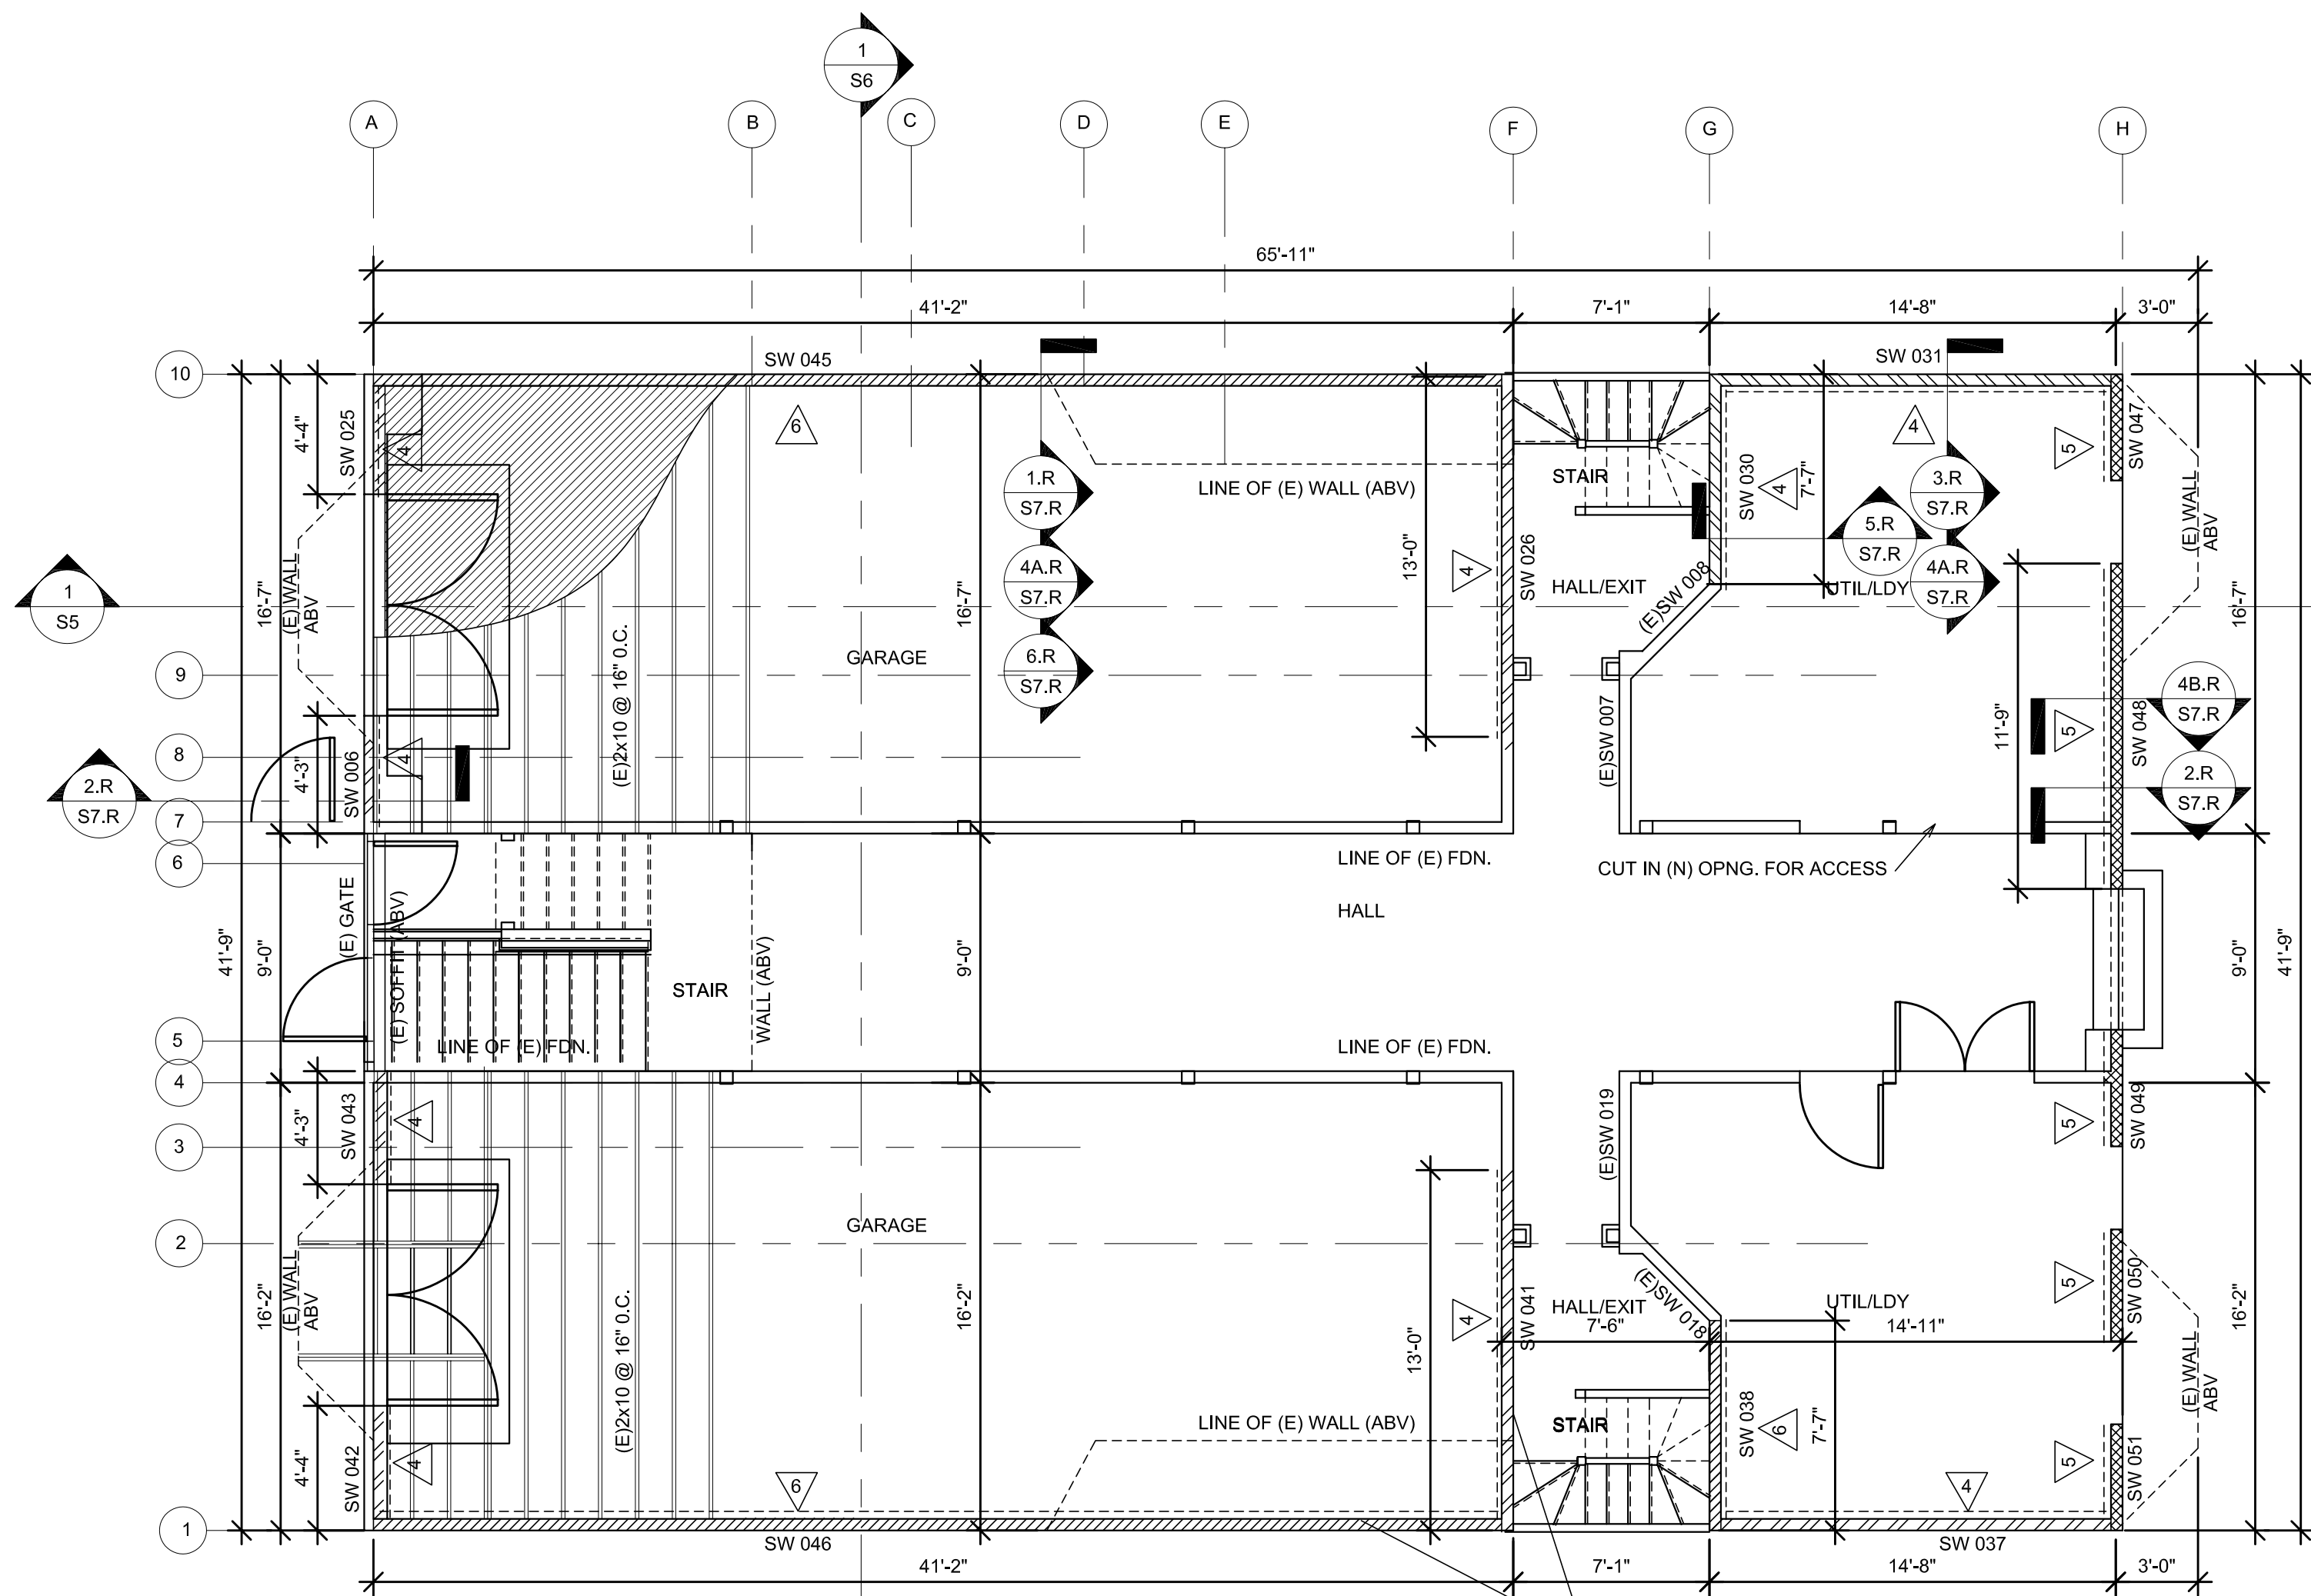 1
S6
A
B
C
D
E
F
G
H
65'-11"
41'-2"
7'-1"
14'-8"
3'-0"
SW 045
SW 031
10
4'-4"
SW 025
4
6
LINE OF (E) WALL (ABV)
1.R
S7.R
STAIR
SW 030
4
7'-7"
4
3.R
S7.R
5
SW 047
(E) WALL
ABV
5.R
S7.R
13'-0"
4
SW 026
4A.R
S7.R
HALL/EXIT
(E)SW 008
UTIL/LDY
4A.R
S7.R
1
S5
16'-7"
(E) WALL
ABV
16'-7"
16'-7"
(E)2x10 @ 16" 0.C.
GARAGE
6.R
S7.R
9
8
4'-3"
SW 006
4
2.R
S7.R
7
(E)SW 007
11'-9"
5
SW 048
4B.R
S7.R
2.R
S7.R
6
LINE OF (E) FDN.
CUT IN (N) OPNG. FOR ACCESS
HALL
41'-9"
9'-0"
(E) GATE
(E) SOFFIT (ABV)
STAIR
WALL (ABV)
9'-0"
9'-0"
41'-9"
5
LINE OF (E) FDN.
LINE OF (E) FDN.
4
4'-3"
SW 043
4
3
(E)SW 019
5
SW 049
2
GARAGE
16'-2"
(E) WALL
ABV
(E)2x10 @ 16" 0.C.
16'-2"
13'-0"
4
SW 041
HALL/EXIT
7'-6"
(E)SW 018
UTIL/LDY
14'-11"
5
SW 050
16'-2"
(E) WALL
ABV
LINE OF (E) WALL (ABV)
STAIR
SW 038
6
7'-7"
4'-4"
SW 042
4
6
4
5
SW 051
1
SW 046
SW 037
41'-2"
7'-1"
14'-8"
3'-0"